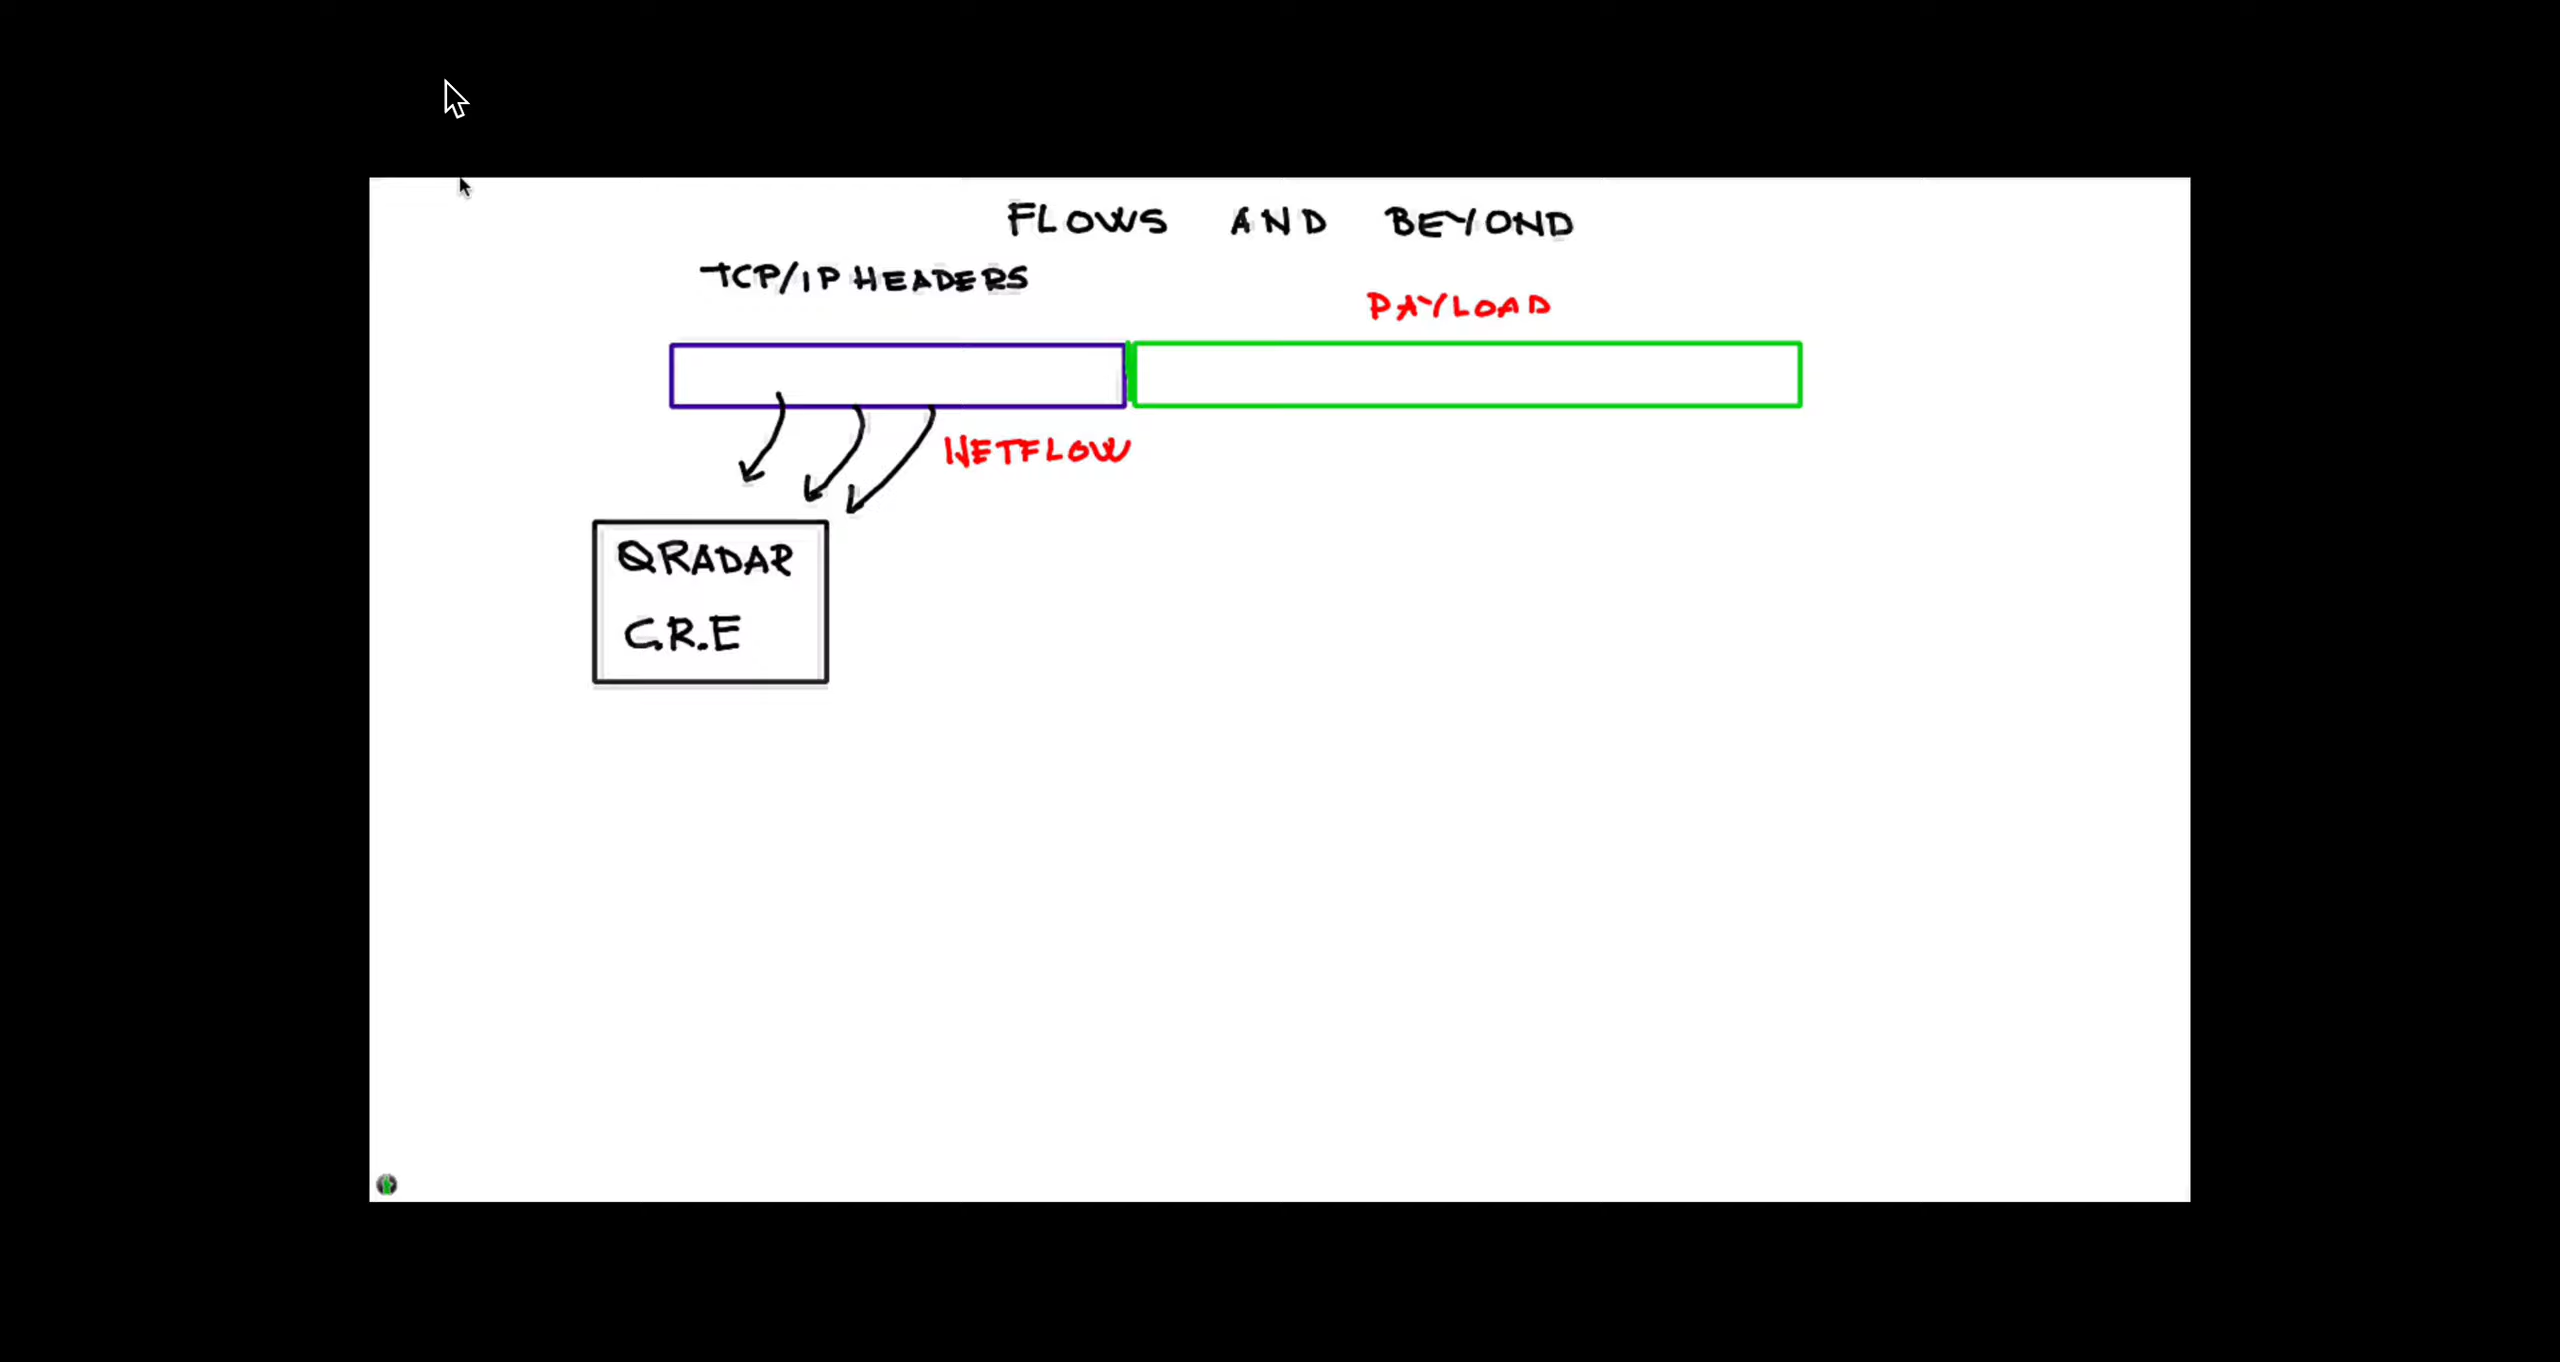 FLOWS AND BEYOND
TCP/IP HEADERS
PAYLOAD
NETFLOW
QRADAR
C.R.E